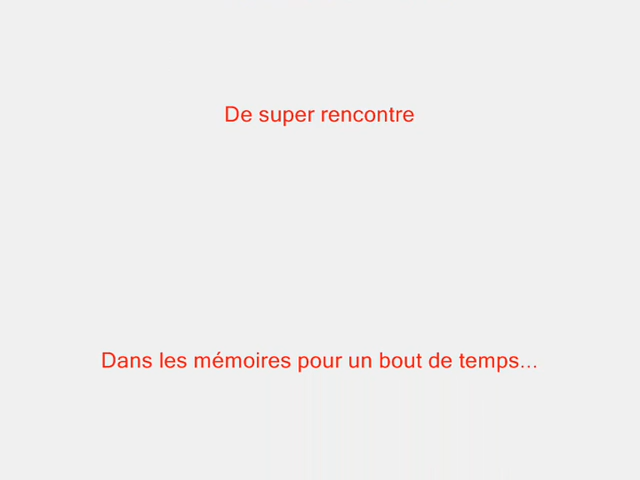 De super rencontre
Dans les mémoires pour un bout de temps...